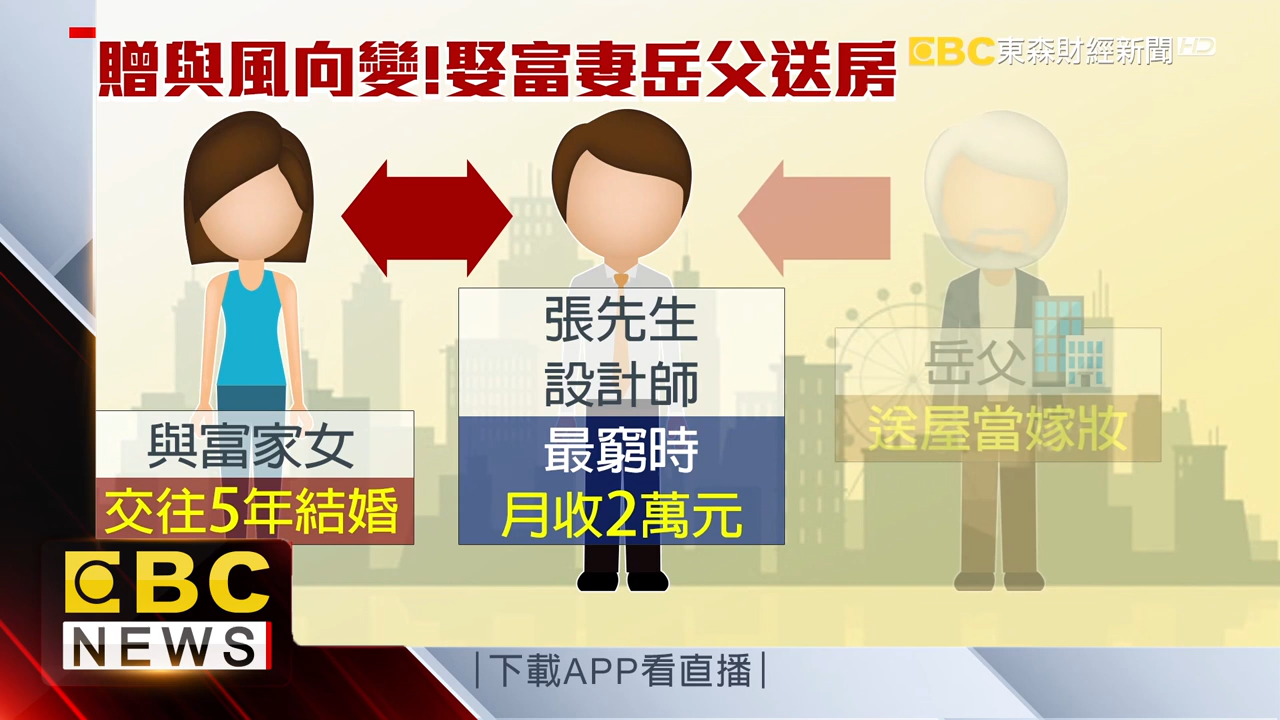 贈與風向變!娶富妻岳父送房
EBC東森財經新聞HD
張先生
設計師
最窮時
月收2萬元
岳父
送屋當嫁妝
與富家女
交往5年結婚
EBC
NEWS
|下載APP看直播|